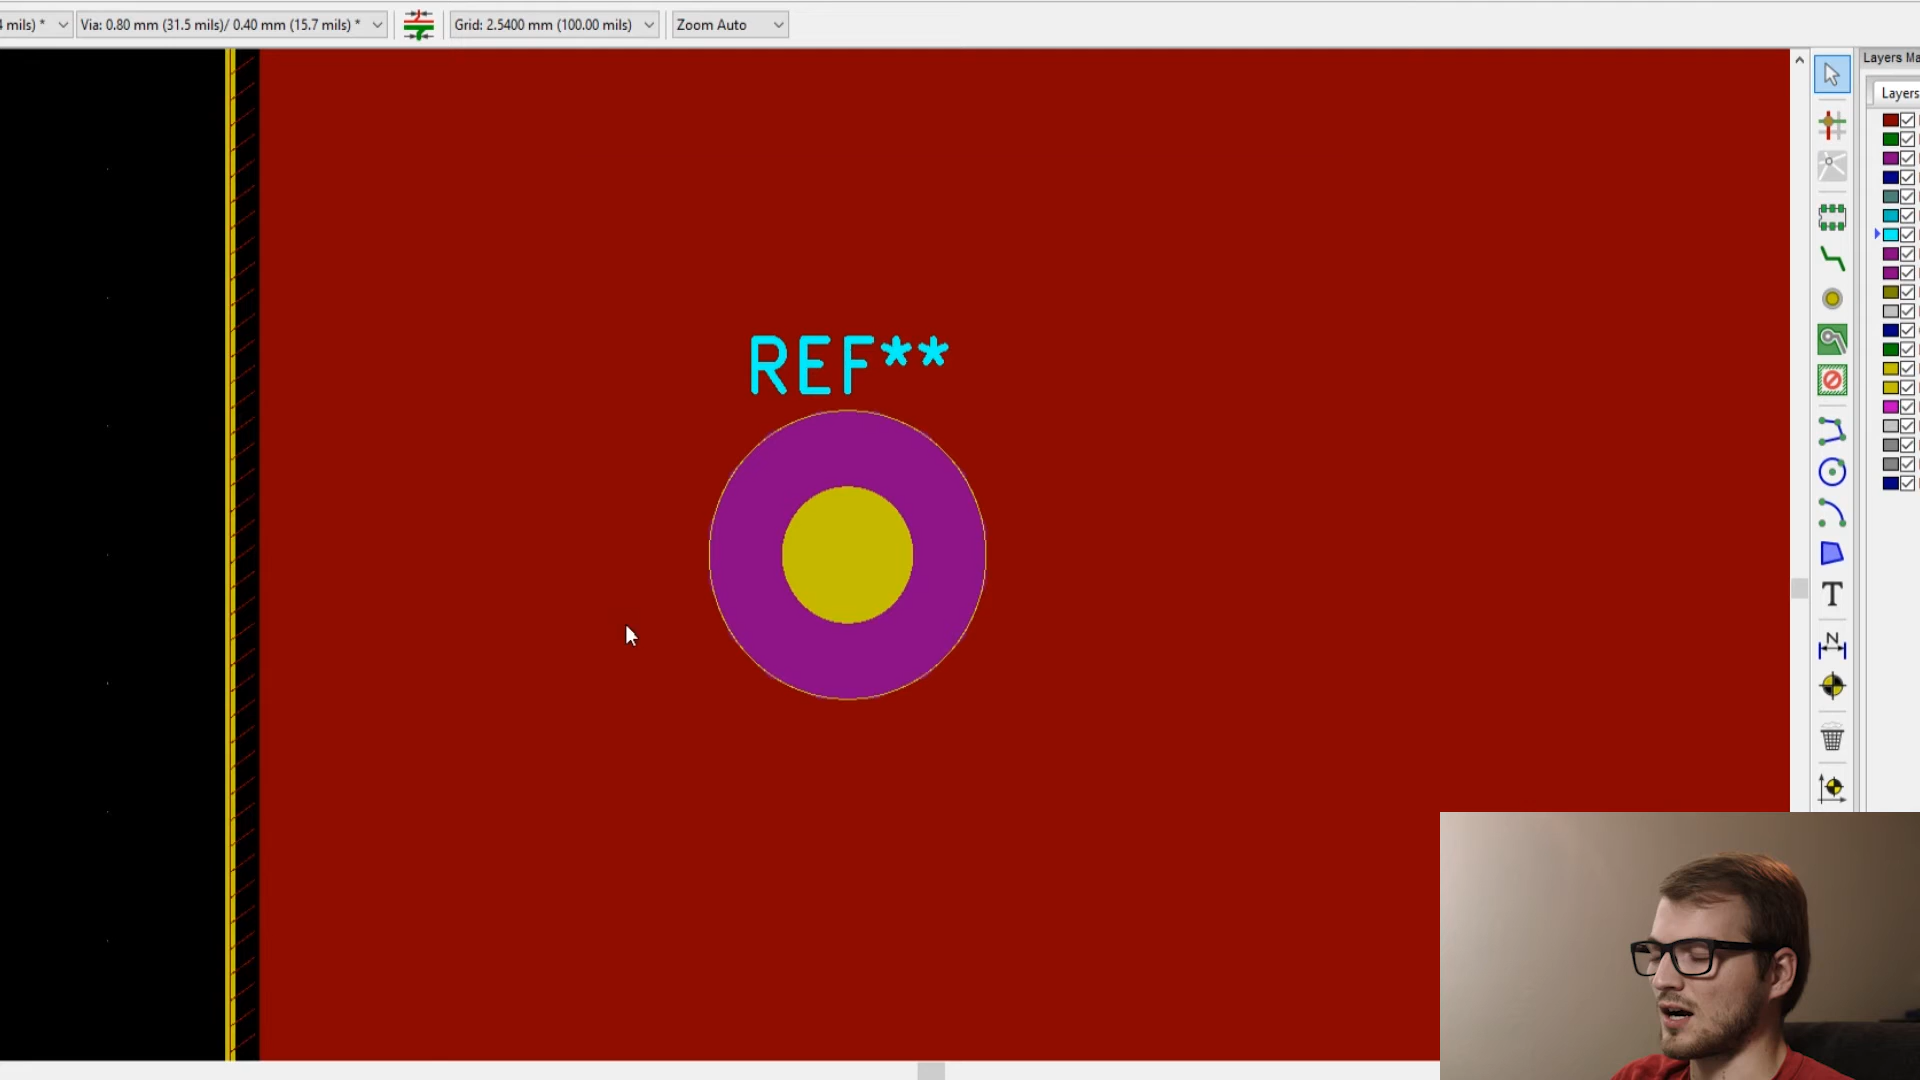 4 mils) *
Via: 0.80 mm (31.5 mils)/ 0.40 mm (15.7 mils) *
Grid: 2.5400 mm (100.00 mils)
Zoom Auto
Layers Ma
Layers
REF**
T
N